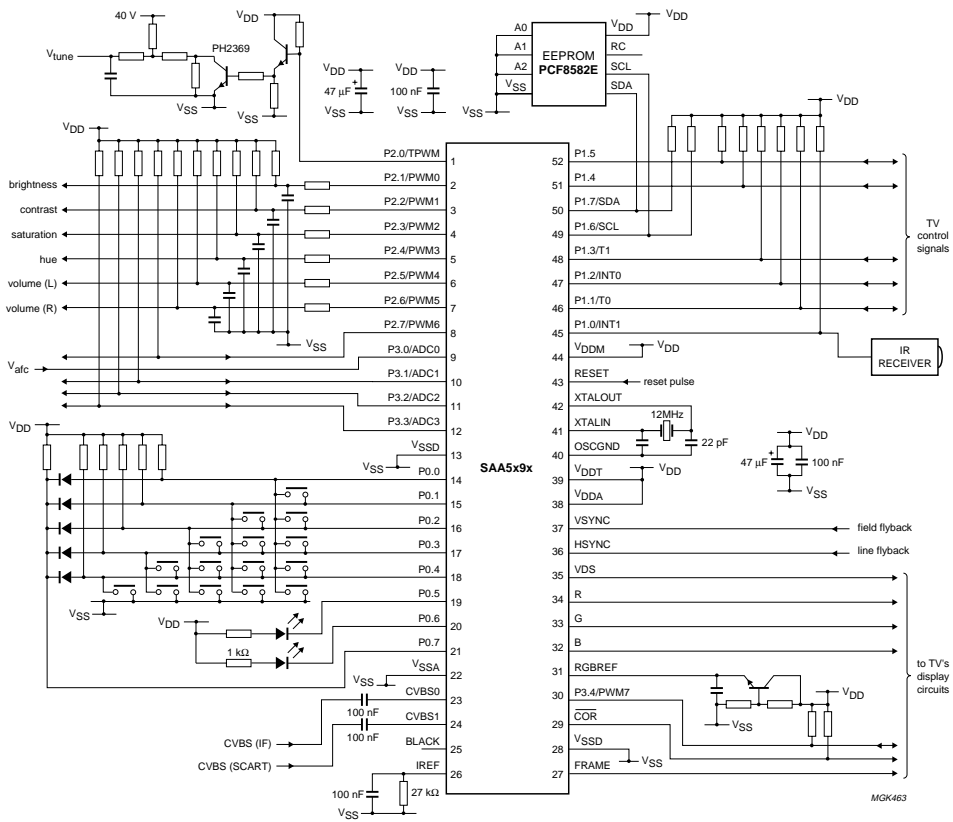 40 V
VDD
Vtune
PH2369
VSS
VSS
VDD
47 µF
+
VSS
VDD
100 nF
VSS
A0
A1
A2
VSS
EEPROM
PCF8582E
VDD
RC
SCL
SDA
VDD
VSS
VDD
VDD
brightness
contrast
saturation
hue
volume (L)
volume (R)
Vafc
VSS
P2.0/TPWM
1
P2.1/PWM0
2
P2.2/PWM1
3
P2.3/PWM2
4
P2.4/PWM3
5
P2.5/PWM4
6
P2.6/PWM5
7
P2.7/PWM6
8
P3.0/ADC0
9
P3.1/ADC1
10
P3.2/ADC2
11
P3.3/ADC3
12
VSSD
VSS
13
P0.0
14
P0.1
15
P0.2
16
P0.3
17
P0.4
18
P0.5
19
P0.6
20
P0.7
21
VSSA
VSS
22
CVBS0
23
100 nF
CVBS1
24
100 nF
BLACK
25
IREF
26
VDD
VSS
VDD
1 kΩ
CVBS (IF)
CVBS (SCART)
100 nF
27 kΩ
VSS
SAA5x9x
52
P1.5
51
P1.4
50
P1.7/SDA
49
P1.6/SCL
48
P1.3/T1
47
P1.2/INT0
46
P1.1/T0
45
P1.0/INT1
44
VDDM
VDD
43
RESET
reset pulse
42
XTALOUT
41
XTALIN
12MHz
40
OSCGND
22 pF
39
VDDT
VDD
38
VDDA
37
VSYNC
field flyback
36
HSYNC
line flyback
35
VDS
34
R
33
G
32
B
31
RGBREF
30
P3.4/PWM7
29
COR
28
VSSD
VSS
27
FRAME
TV
control
signals
IR
RECEIVER
VDD
47 µF
+
100 nF
VSS
VDD
VSS
to TV's
display
circuits
MGK463